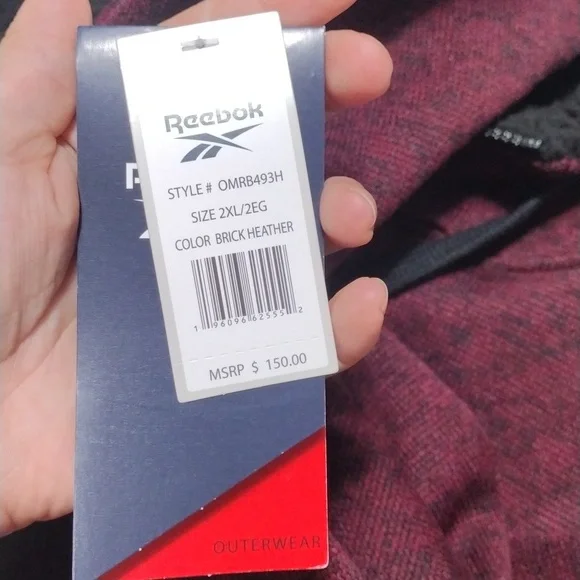 Reebok
STYLE # OMRB493H
SIZE 2XL/2EG
COLOR BRICK HEATHER
1 96096 62555 2
MSRP $ 150.00
OUTERWEAR